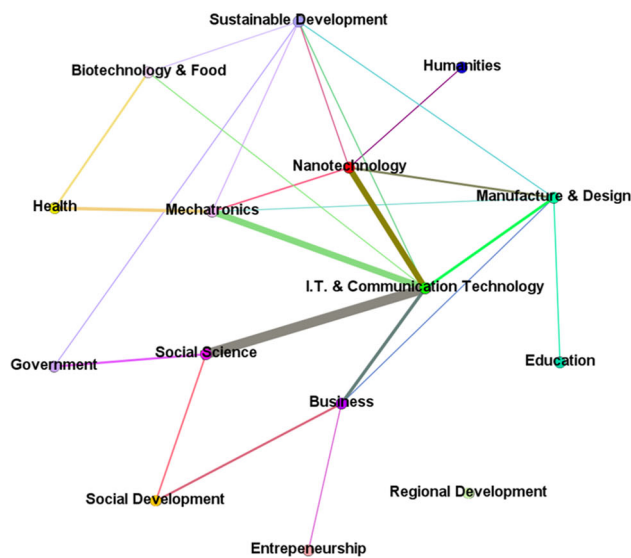 Sustainable Development
Humanities
Biotechnology & Food
Nanotechnology
Manufacture & Design
Health
Mechatronics
I.T. & Communication Technology
Social Science
Government
Education
Business
Regional Development
Social Development
Entrepeneurship